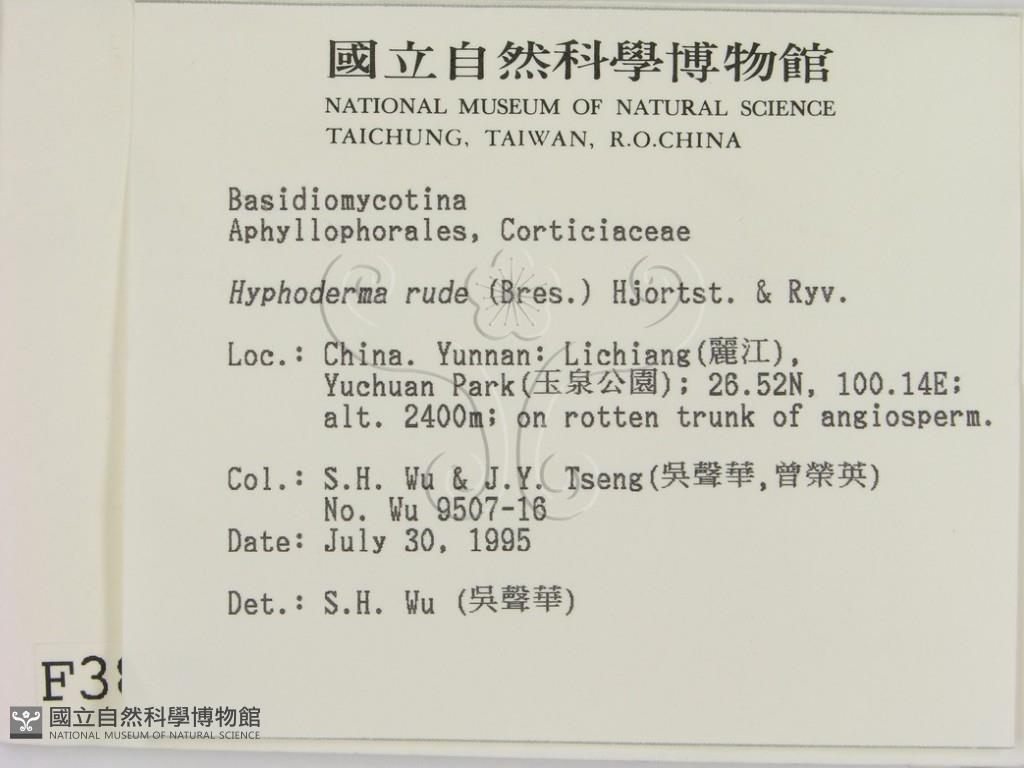 國立自然科學博物館
NATIONAL MUSEUM OF NATURAL SCIENCE
TAICHUNG, TAIWAN, R.O.CHINA
Basidiomycotina
Aphyllophorales, Corticiaceae
Hyphoderma rude (Bres.) Hjortst. & Ryv.
Loc.: China. Yunnan: Lichiang(麗江),
Yuchuan Park(玉泉公園); 26.52N, 100.14E;
alt. 2400m; on rotten trunk of angiosperm.
Col.: S.H. Wu & J.Y. Tseng(吳聲華,曾榮英)
No. Wu 9507-16
Date: July 30, 1995
Det.: S.H. Wu (吳聲華)
國立自然科學博物館
NATIONAL MUSEUM OF NATURAL SCIENCE